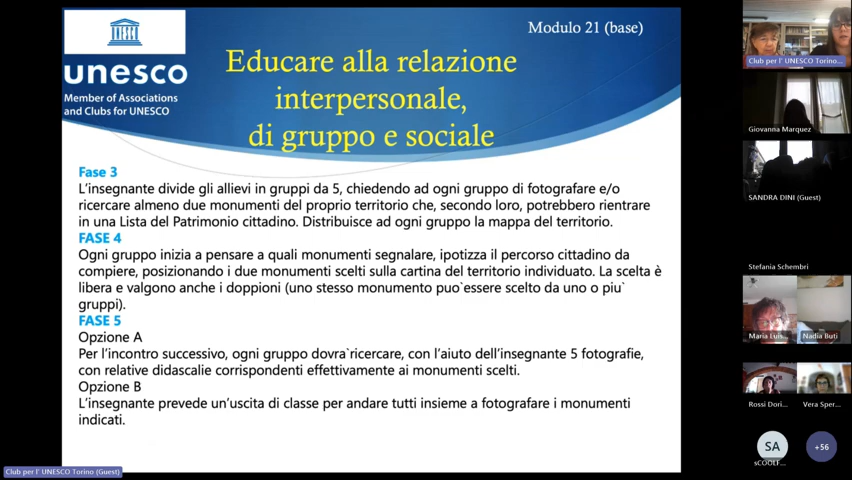 Modulo 21 (base)
unesco
Member of Associations
and Clubs for UNESCO
Educare alla relazione
interpersonale,
di gruppo e sociale
Fase 3
L'insegnante divide gli allievi in gruppi da 5, chiedendo ad ogni gruppo di fotografare e/o
ricercare almeno due monumenti del proprio territorio che, secondo loro, potrebbero rientrare
in una Lista del Patrimonio cittadino. Distribuisce ad ogni gruppo la mappa del territorio.
FASE 4
Ogni gruppo inizia a pensare a quali monumenti segnalare, ipotizza il percorso cittadino da
compiere, posizionando i due monumenti scelti sulla cartina del territorio individuato. La scelta è
libera e valgono anche i doppioni (uno stesso monumento puo`essere scelto da uno o piu`
gruppi).
FASE 5
Opzione A
Per l'incontro successivo, ogni gruppo dovra`ricercare, con l'aiuto dell'insegnante 5 fotografie,
con relative didascalie corrispondenti effettivamente ai monumenti scelti.
Opzione B
L'insegnante prevede un'uscita di classe per andare tutti insieme a fotografare i monumenti
indicati.
Club per l' UNESCO Torino (Guest)
Club per l' UNESCO Torino...
Giovanna Marquez
SANDRA DINI (Guest)
Stefania Schembri
Maria Luis...
Nadia Buti
Rossi Dori...
Vera Sper...
SA
+56
sCOOLF...